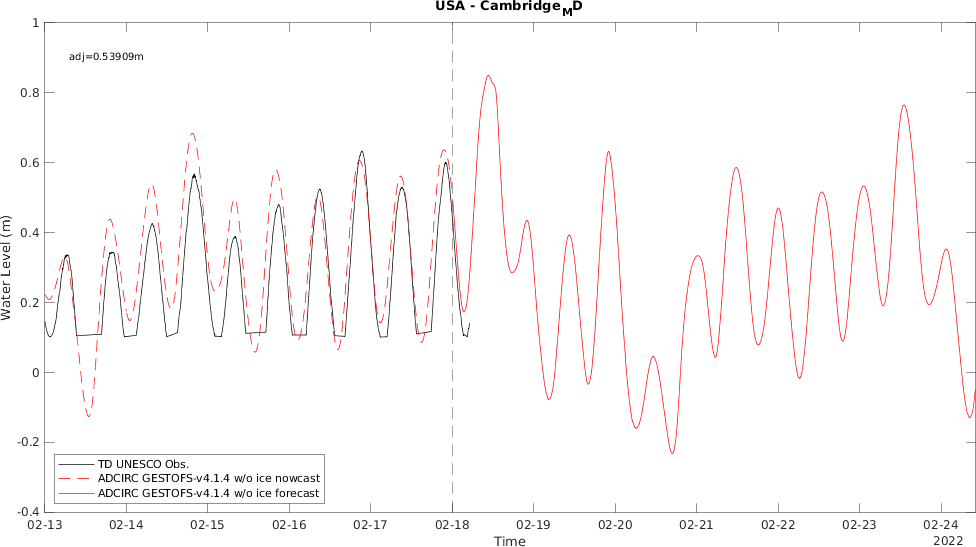 USA - Cambridge_MD
1
adj=0.53909m
0.8
0.6
0.4
0.2
0
-0.2
-0.4
Water Level (m)
TD UNESCO Obs.
ADCIRC GESTOFS-v4.1.4 w/o ice nowcast
ADCIRC GESTOFS-v4.1.4 w/o ice forecast
02-13 02-14 02-15 02-16 02-17 02-18 02-19 02-20 02-21 02-22 02-23 02-24
Time 2022